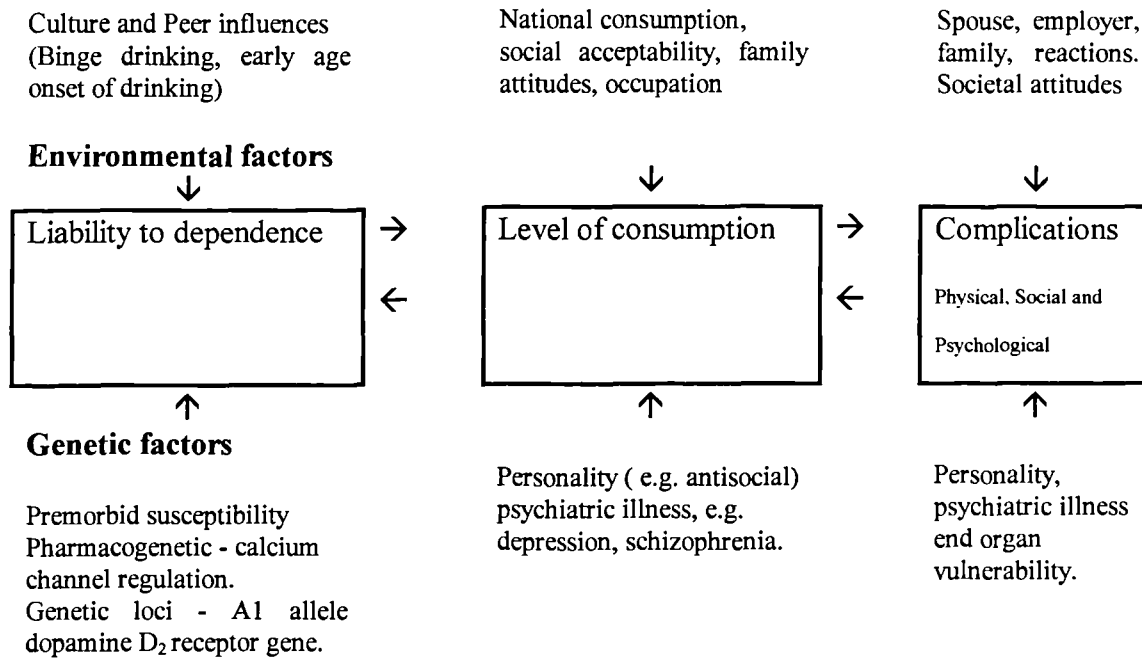 Culture and Peer influences
(Binge drinking, early age
onset of drinking)
National consumption,
social acceptability, family
attitudes, occupation
Spouse, employer,
family, reactions.
Societal attitudes
Environmental factors
↓
↓
↓
Liability to dependence
→
←
Level of consumption
→
←
Complications
Physical, Social and
Psychological
↑
↑
↑
Genetic factors
Premorbid susceptibility
Pharmacogenetic - calcium
channel regulation.
Genetic loci - A1 allele
dopamine D₂ receptor gene.
Personality ( e.g. antisocial)
psychiatric illness, e.g.
depression, schizophrenia.
Personality,
psychiatric illness
end organ
vulnerability.